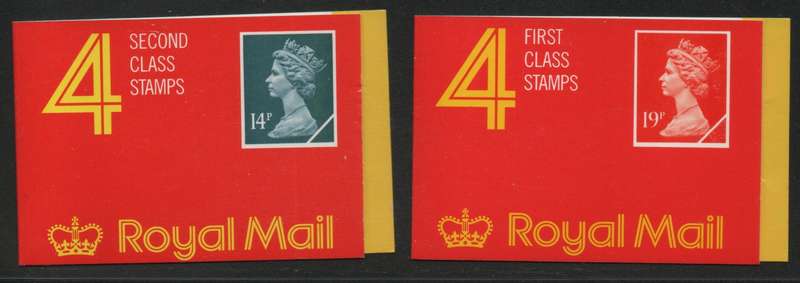 4
SECOND
CLASS
STAMPS
14P
Royal Mail
4
FIRST
CLASS
STAMPS
19P
Royal Mail